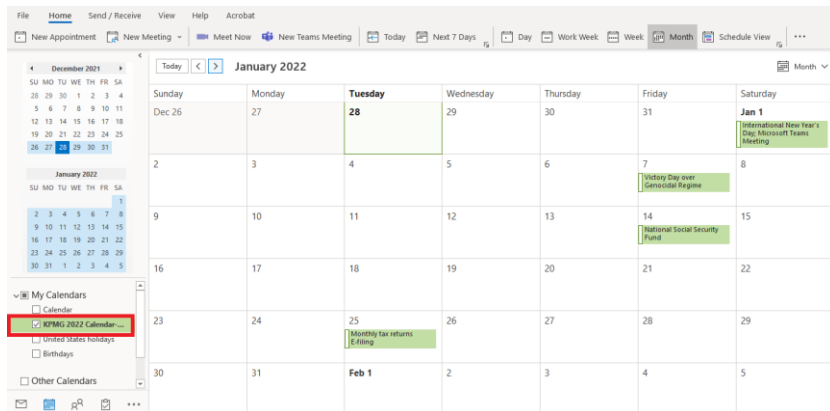 File Home Send / Receive View Help Acrobat
New Appointment New Meeting Meet Now New Teams Meeting Today Next 7 Days Day Work Week Week Month Schedule View ...
December 2021
SU MO TU WE TH FR SA
28 29 30 1 2 3 4
5 6 7 8 9 10 11
12 13 14 15 16 17 18
19 20 21 22 23 24 25
26 27 28 29 30 31
January 2022
SU MO TU WE TH FR SA
1
2 3 4 5 6 7 8
9 10 11 12 13 14 15
16 17 18 19 20 21 22
23 24 25 26 27 28 29
30 31 1 2 3 4 5
My Calendars
Calendar
KPMG 2022 Calendar-...
United States holidays
Birthdays
Other Calendars
...
Today < > January 2022 Month
Sunday Monday Tuesday Wednesday Thursday Friday Saturday
Dec 26 27 28 29 30 31 Jan 1
International New Year's
Day; Microsoft Teams
Meeting
2 3 4 5 6 7 8
Victory Day over
Genocidal Regime
9 10 11 12 13 14 15
National Social Security
Fund
16 17 18 19 20 21 22
23 24 25 26 27 28 29
Monthly tax returns
E-filing
30 31 Feb 1 2 3 4 5